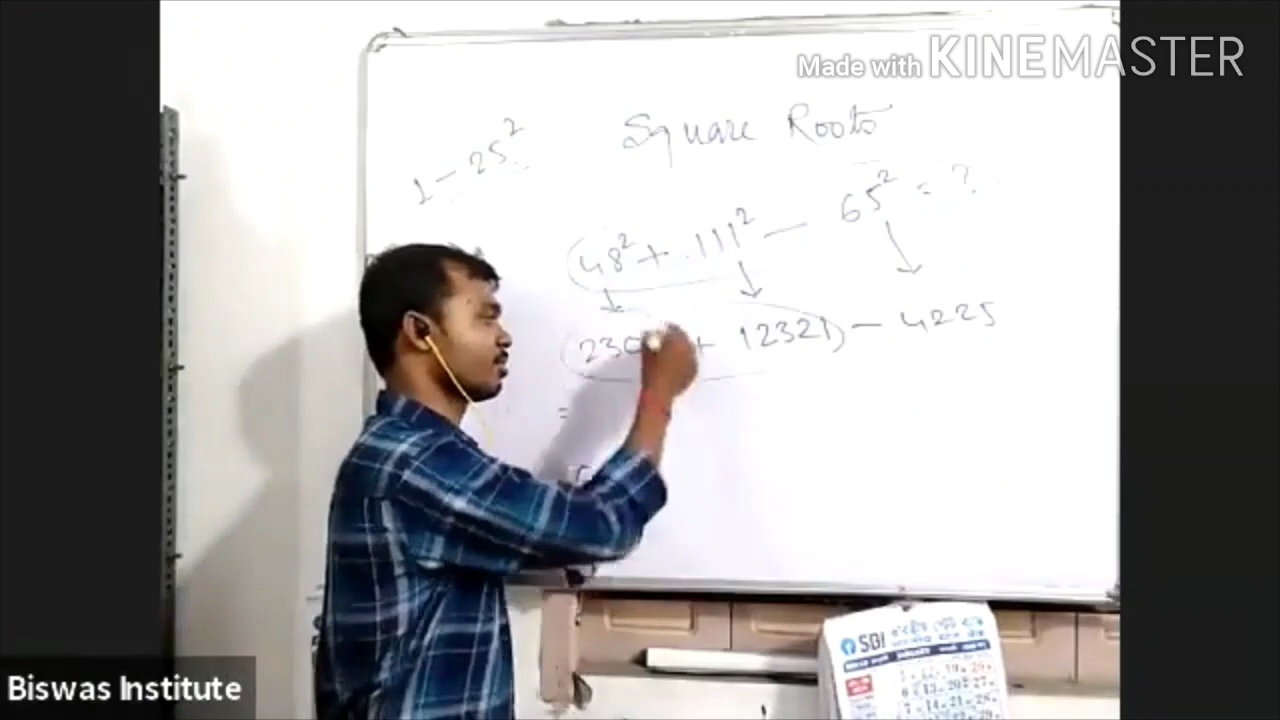 Made with KINEMASTER
Square Roots
1 - 25²
48² + 111² - 65² = ?
230 + 12321) - 4225
=
SBI
Biswas Institute